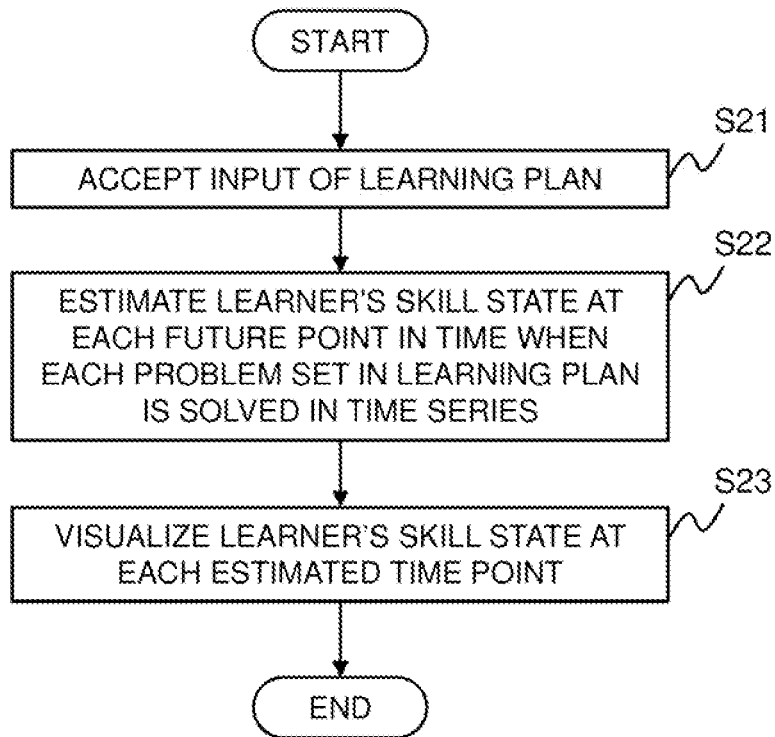 START
S21
ACCEPT INPUT OF LEARNING PLAN
S22
ESTIMATE LEARNER'S SKILL STATE AT
EACH FUTURE POINT IN TIME WHEN
EACH PROBLEM SET IN LEARNING PLAN
IS SOLVED IN TIME SERIES
S23
VISUALIZE LEARNER'S SKILL STATE AT
EACH ESTIMATED TIME POINT
END